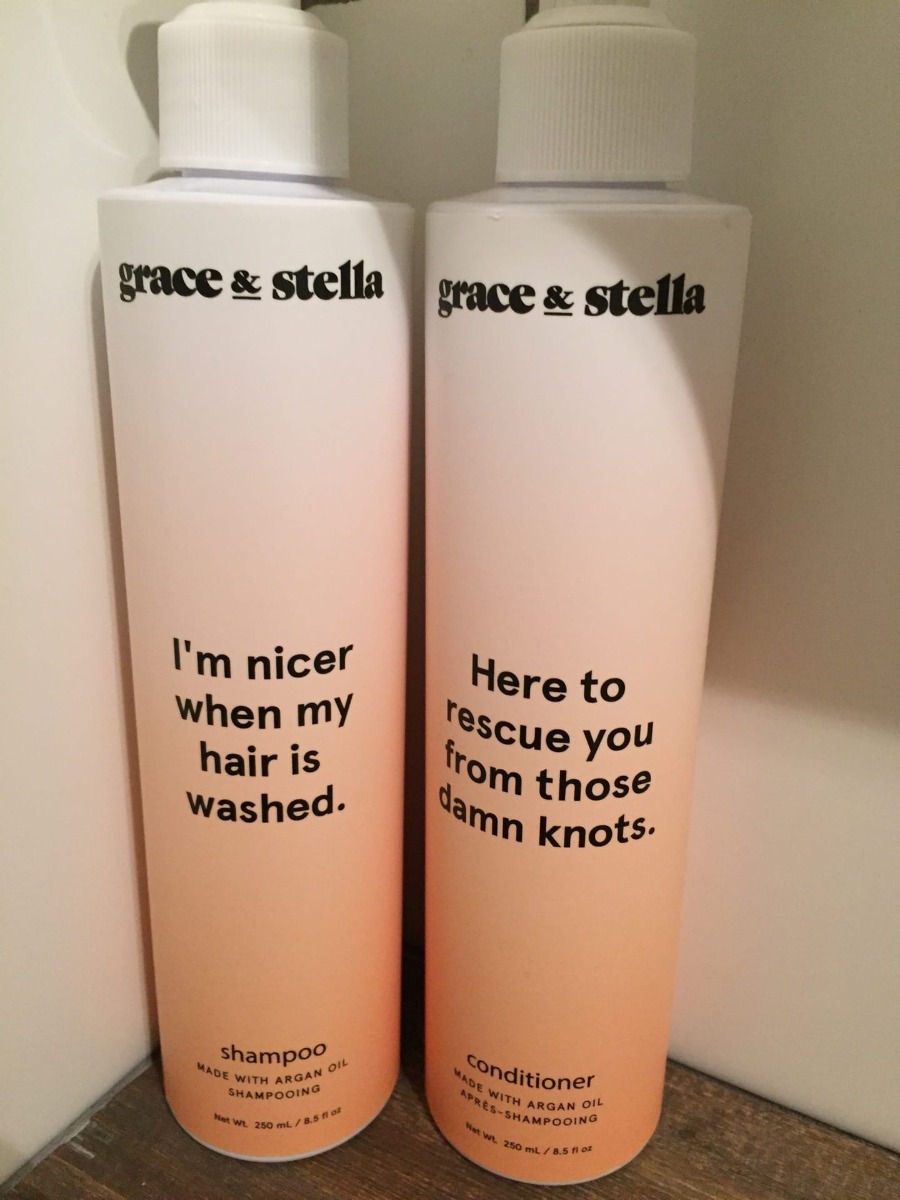 grace & stella
I'm nicer
when my
hair is
washed.
shampoo
MADE WITH ARGAN OIL
SHAMPOOING
Net Wt. 250 mL / 8.5 fl oz
grace & stella
Here to
rescue you
from those
damn knots.
conditioner
MADE WITH ARGAN OIL
APRÈS-SHAMPOOING
Net Wt. 250 mL / 8.5 fl oz